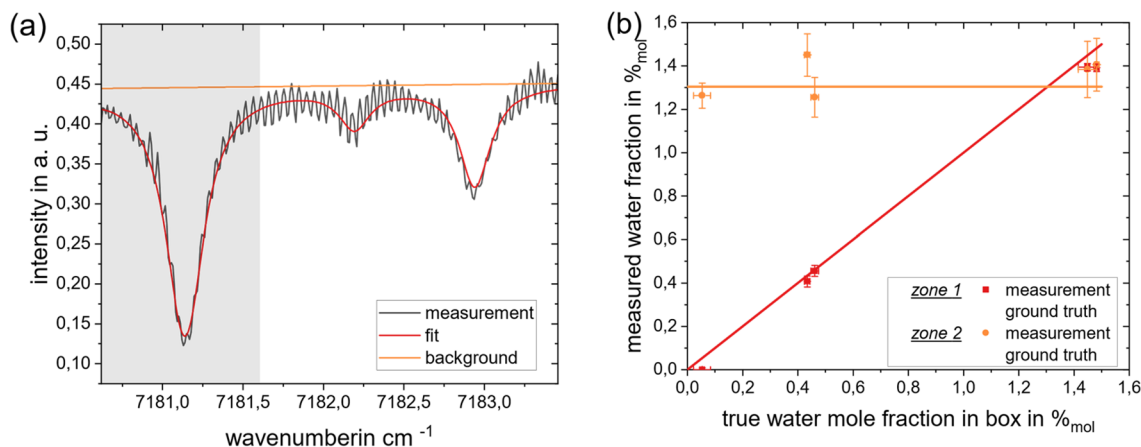 (a)
0,50
0,45
0,40
0,35
0,30
0,25
0,20
0,15
0,10
intensity in a. u.
measurement
fit
background
7181,0 7181,5 7182,0 7182,5 7183,0
wavenumberin cm -1
(b)
1,6
1,4
1,2
1,0
0,8
0,6
0,4
0,2
0,0
measured water fraction in %mol
zone 1 measurement
ground truth
zone 2 measurement
ground truth
0,0 0,2 0,4 0,6 0,8 1,0 1,2 1,4 1,6
true water mole fraction in box in %mol